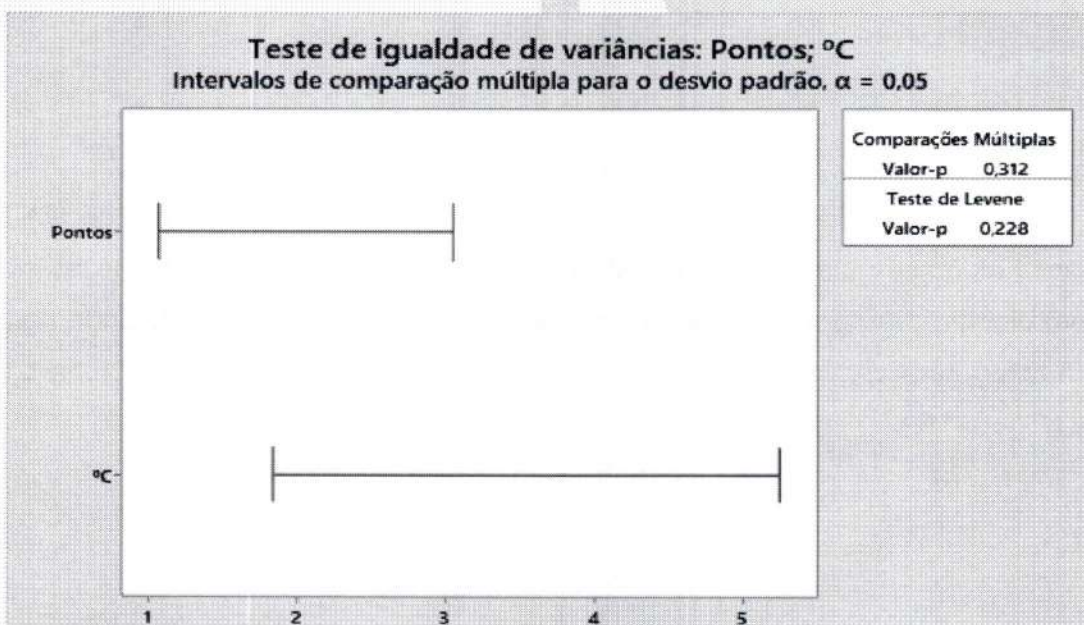 Teste de igualdade de variâncias: Pontos; ºC
Intervalos de comparação múltipla para o desvio padrão. α = 0,05
Comparações Múltiplas
Valor-p 0,312
Teste de Levene
Valor-p 0,228
Pontos
ºC
1 2 3 4 5